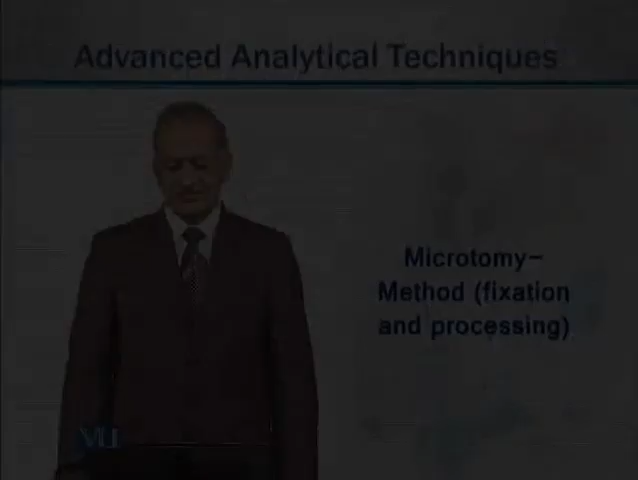 Advanced Analytical Techniques
Microtomy-
Method (fixation
and processing)
VU